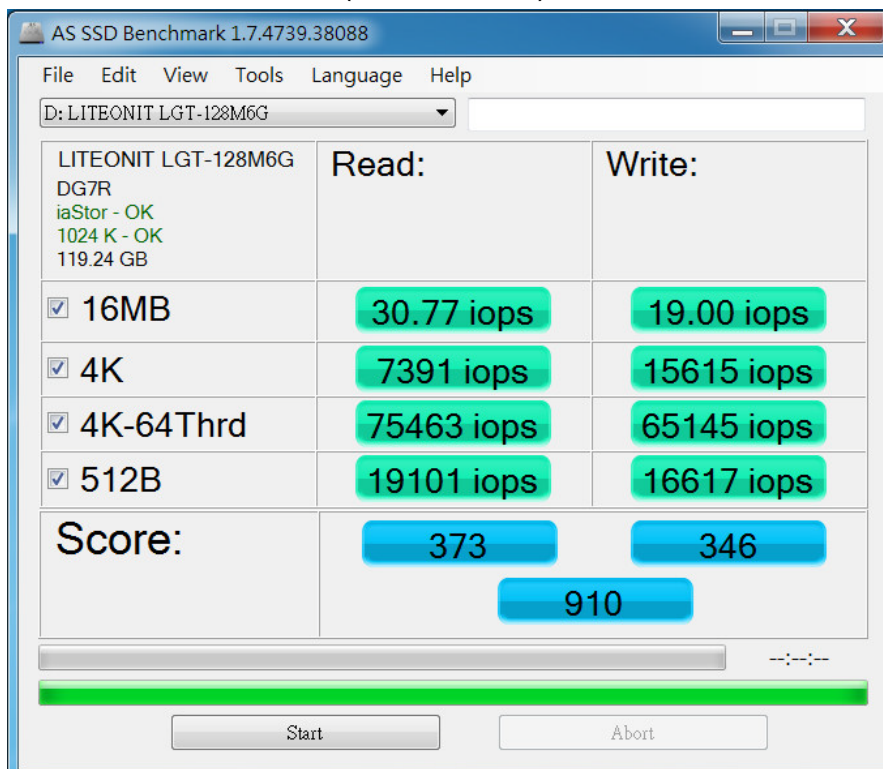 AS SSD Benchmark 1.7.4739.38088
File Edit View Tools Language Help
D: LITEONIT LGT-128M6G
LITEONIT LGT-128M6G
DG7R
iaStor - OK
1024 K - OK
119.24 GB
Read: Write:
16MB 30.77 iops 19.00 iops
4K 7391 iops 15615 iops
4K-64Thrd 75463 iops 65145 iops
512B 19101 iops 16617 iops
Score: 373 346
910
--:--:--
Start Abort